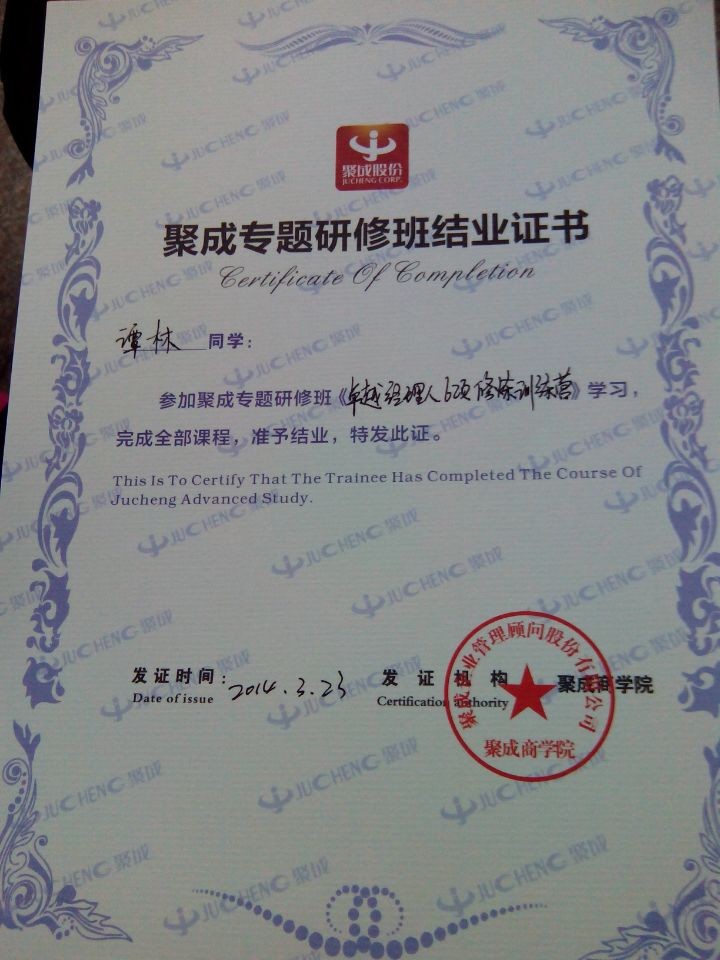 聚成股份
JUCHENG CORP.
聚成专题研修班结业证书
Certificate Of Completion
谭林 同学：
参加聚成专题研修班《卓越经理人6项修炼训练营》学习，
完成全部课程，准予结业，特发此证。
This Is To Certify That The Trainee Has Completed The Course Of
Jucheng Advanced Study.
发证时间：2014.3.23 发证机构 聚成商学院
Date of issue Certification authority
聚成企业管理顾问股份有限公司
聚成商学院
JUCHENG 聚成